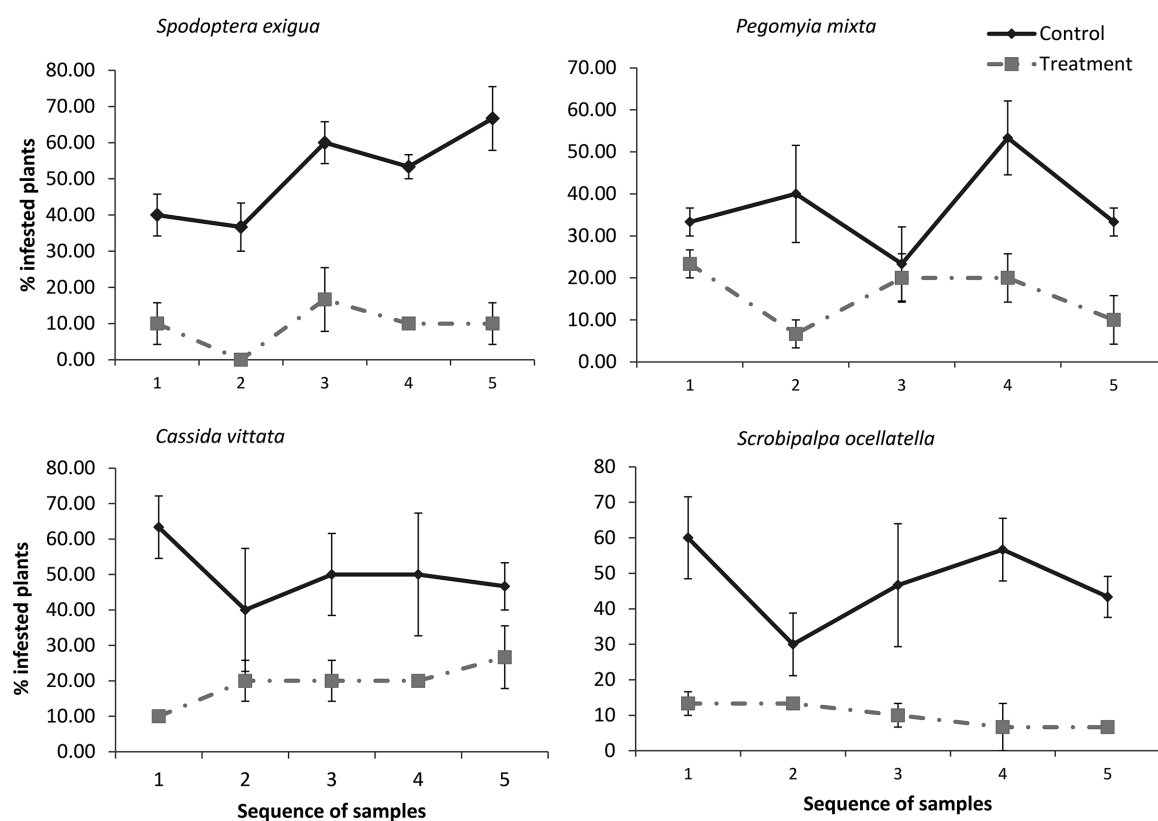 Spodoptera exigua
% infested plants
80.00
70.00
60.00
50.00
40.00
30.00
20.00
10.00
0.00
1 2 3 4 5
Pegomyia mixta
Control
Treatment
70.00
60.00
50.00
40.00
30.00
20.00
10.00
0.00
1 2 3 4 5
Cassida vittata
% infested plants
80.00
70.00
60.00
50.00
40.00
30.00
20.00
10.00
0.00
1 2 3 4 5
Sequence of samples
Scrobipalpa ocellatella
80
70
60
50
40
30
20
10
0
1 2 3 4 5
Sequence of samples